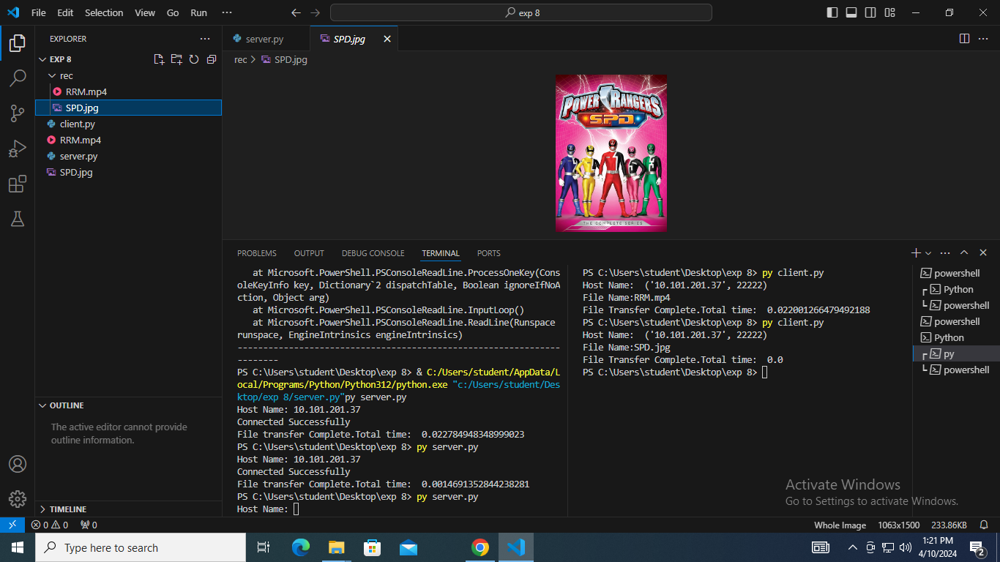 File Edit Selection View Go Run ··· exp 8
EXPLORER ···
EXP 8
rec
RRM.mp4
SPD.jpg
client.py
RRM.mp4
server.py
SPD.jpg
OUTLINE
The active editor cannot provide
outline information.
TIMELINE
server.py SPD.jpg
rec > SPD.jpg
POWER RANGERS
S.P.D.
THE COMPLETE SERIES
PROBLEMS OUTPUT DEBUG CONSOLE TERMINAL PORTS
at Microsoft.PowerShell.PSConsoleReadLine.ProcessOneKey(Cons
oleKeyInfo key, Dictionary`2 dispatchTable, Boolean ignoreIfNoA
ction, Object arg)
at Microsoft.PowerShell.PSConsoleReadLine.InputLoop()
at Microsoft.PowerShell.PSConsoleReadLine.ReadLine(Runspace
runspace, EngineIntrinsics engineIntrinsics)
---------------------------------------------------------------
--------
PS C:\Users\student\Desktop\exp 8> & C:/Users/student/AppData/L
ocal/Programs/Python/Python312/python.exe "c:/Users/student/Des
ktop/exp 8/server.py"py server.py
Host Name: 10.101.201.37
Connected Successfully
File transfer Complete.Total time:  0.022784948348999023
PS C:\Users\student\Desktop\exp 8> py server.py
Host Name: 10.101.201.37
Connected Successfully
File transfer Complete.Total time:  0.0014691352844238281
PS C:\Users\student\Desktop\exp 8> py server.py
Host Name:
PS C:\Users\student\Desktop\exp 8> py client.py
Host Name:  ('10.101.201.37', 22222)
File Name:RRM.mp4
File Transfer Complete.Total time:  0.022001266479492188
PS C:\Users\student\Desktop\exp 8> py client.py
Host Name:  ('10.101.201.37', 22222)
File Name:SPD.jpg
File Transfer Complete.Total time:  0.0
PS C:\Users\student\Desktop\exp 8>
powershell
Python
powershell
powershell
Python
py
powershell
Activate Windows
Go to Settings to activate Windows.
0 0 0 Whole Image 1063x1500 233.86KB
Type here to search
1:21 PM
4/10/2024
2